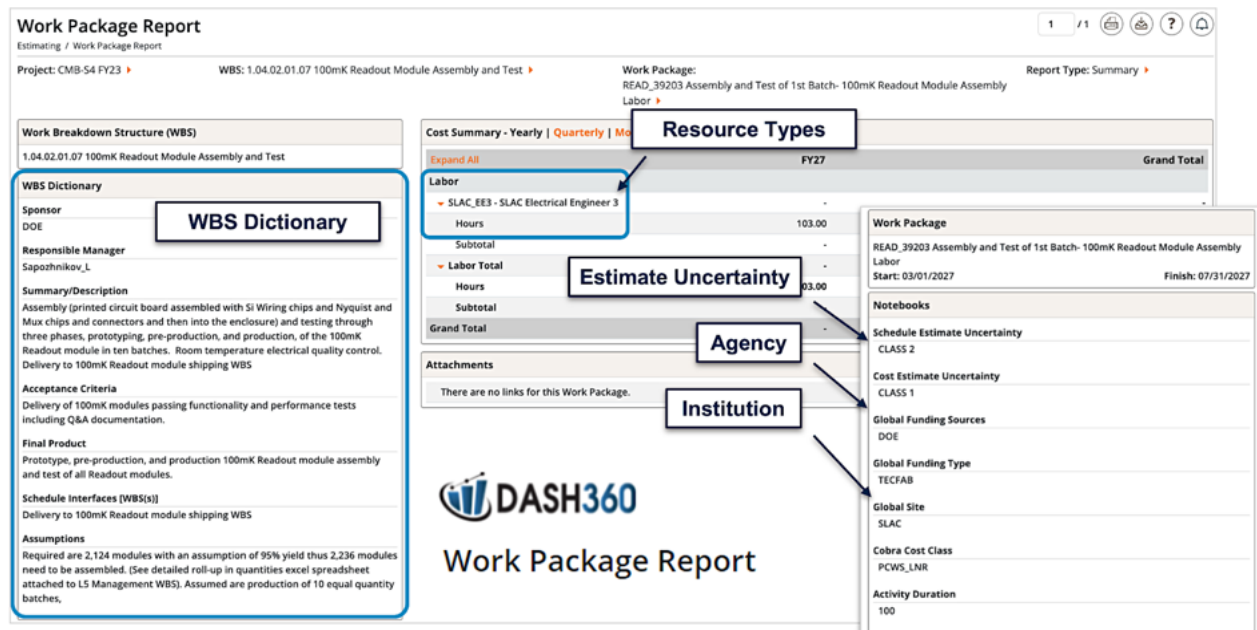 Work Package Report
1 / 1
?
Estimating / Work Package Report
Project: CMB-S4 FY23
WBS: 1.04.02.01.07 100mK Readout Module Assembly and Test
Work Package:
READ_39203 Assembly and Test of 1st Batch- 100mK Readout Module Assembly
Labor
Report Type: Summary
Work Breakdown Structure (WBS)
1.04.02.01.07 100mK Readout Module Assembly and Test
WBS Dictionary
WBS Dictionary
Sponsor
DOE
Responsible Manager
Sapozhnikov_L
Summary/Description
Assembly (printed circuit board assembled with Si Wiring chips and Nyquist and
Mux chips and connectors and then into the enclosure) and testing through
three phases, prototyping, pre-production, and production, of the 100mK
Readout module in ten batches. Room temperature electrical quality control.
Delivery to 100mK Readout module shipping WBS
Acceptance Criteria
Delivery of 100mK modules passing functionality and performance tests
including Q&A documentation.
Final Product
Prototype, pre-production, and production 100mK Readout module assembly
and test of all Readout modules.
Schedule Interfaces [WBS(s)]
Delivery to 100mK Readout module shipping WBS
Assumptions
Required are 2,124 modules with an assumption of 95% yield thus 2,236 modules
need to be assembled. (See detailed roll-up in quantities excel spreadsheet
attached to L5 Management WBS). Assumed are production of 10 equal quantity
batches,
Cost Summary - Yearly | Quarterly | Mo
Resource Types
Expand All FY27 Grand Total
Labor
SLAC_EE3 - SLAC Electrical Engineer 3 - -
Hours 103.00
Subtotal -
Labor Total -
Hours 03.00
Subtotal
Grand Total -
Estimate Uncertainty
Agency
Institution
Attachments
There are no links for this Work Package.
DASH360
Work Package Report
Work Package
READ_39203 Assembly and Test of 1st Batch- 100mK Readout Module Assembly
Labor
Start: 03/01/2027 Finish: 07/31/2027
Notebooks
Schedule Estimate Uncertainty
CLASS 2
Cost Estimate Uncertainty
CLASS 1
Global Funding Sources
DOE
Global Funding Type
TECFAB
Global Site
SLAC
Cobra Cost Class
PCWS_LNR
Activity Duration
100